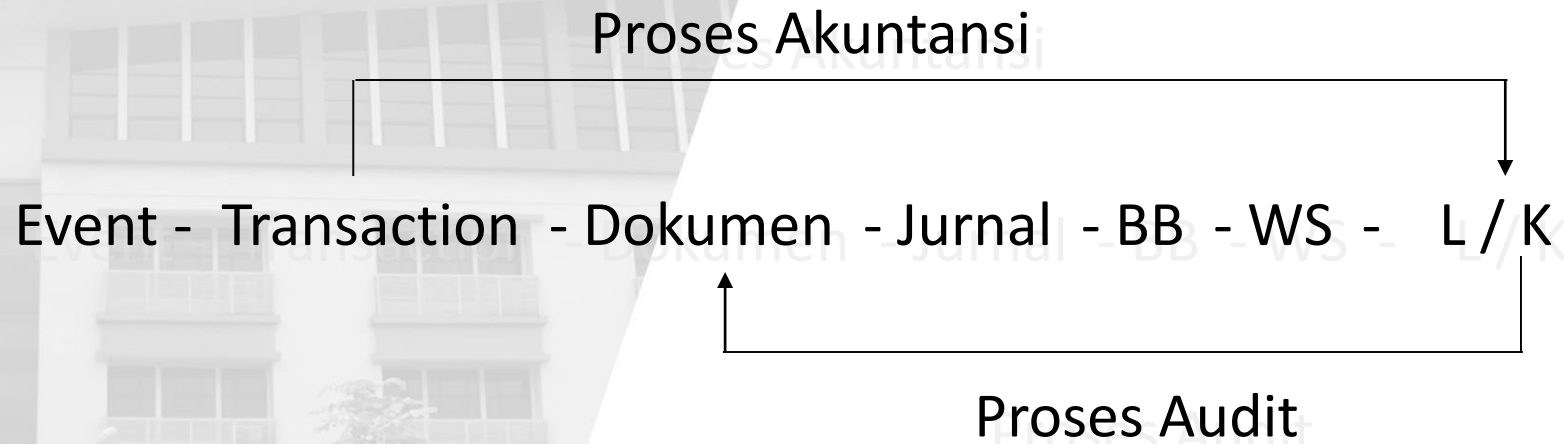 Proses Akuntansi
Event - Transaction - Dokumen - Jurnal - BB - WS - L / K
Proses Audit